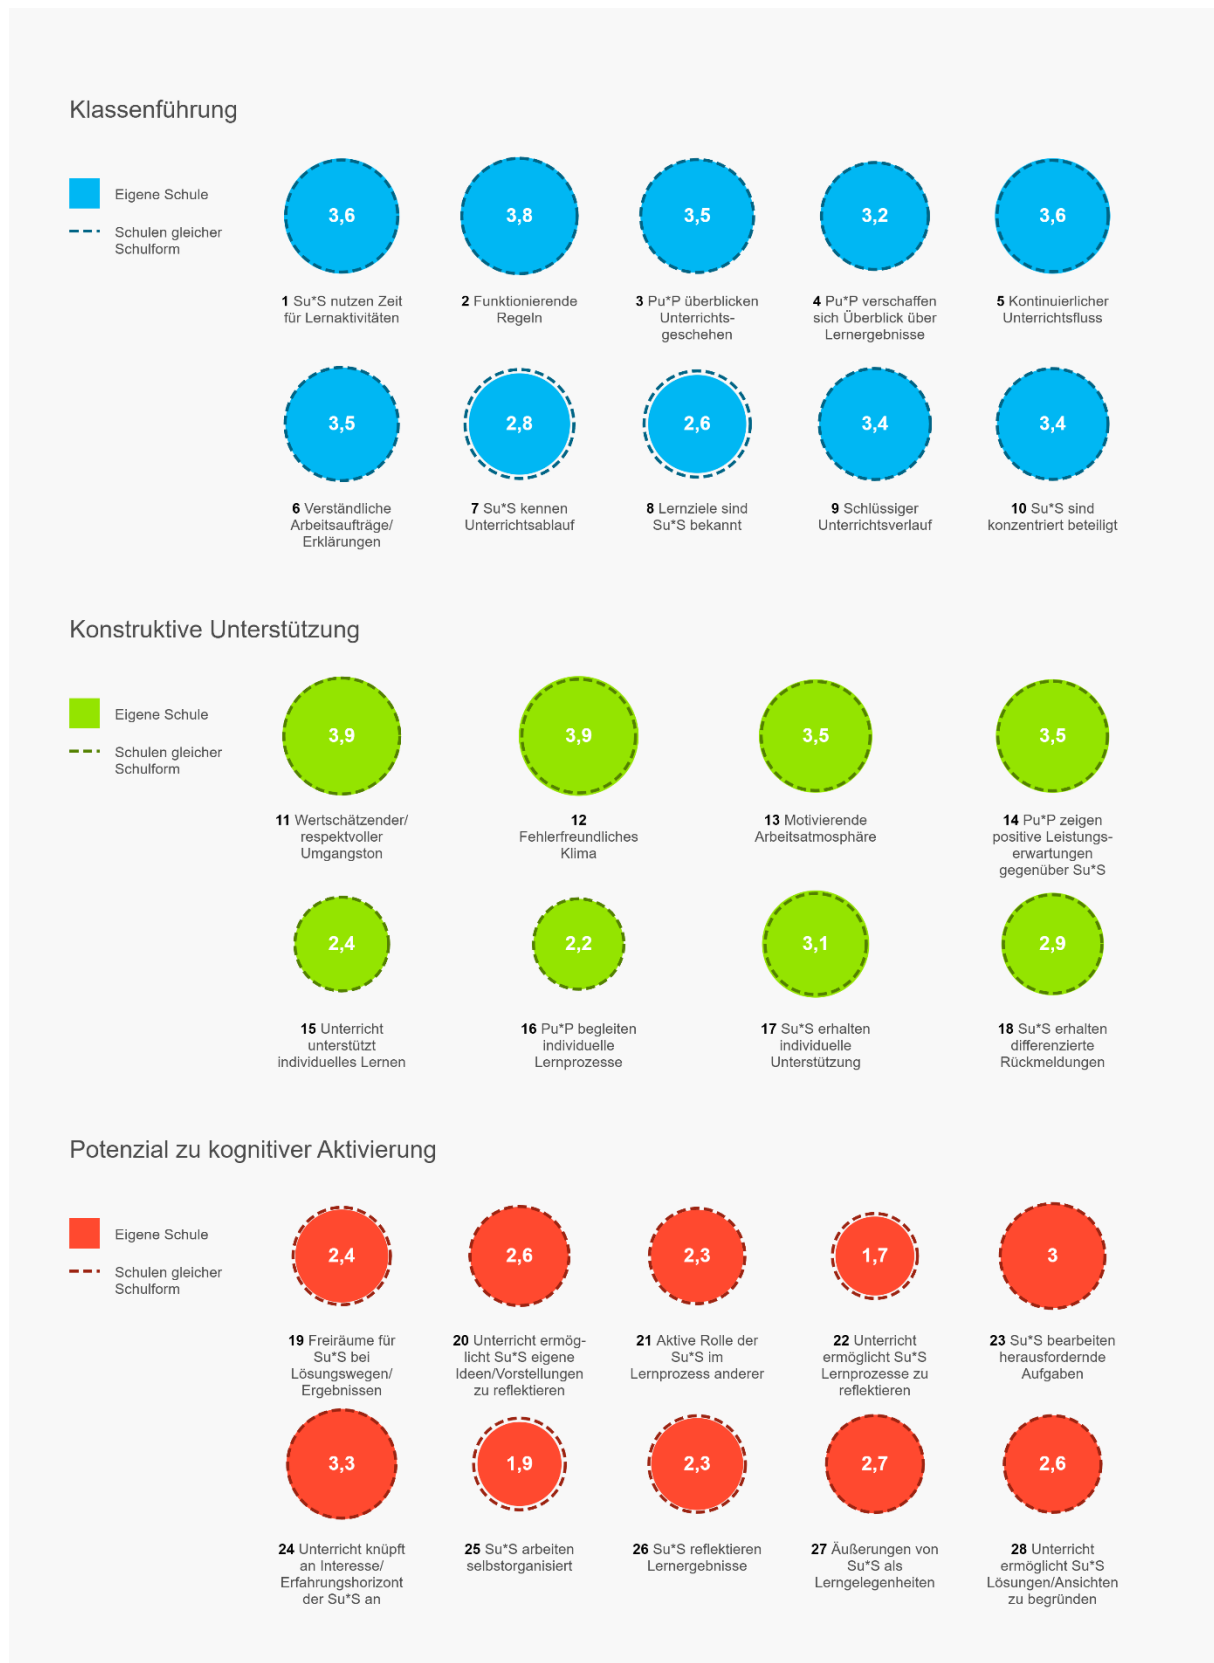 Klassenführung
Eigene Schule
Schulen gleicher
Schulform
3,6
3,8
3,5
3,2
3,6
1 Su*S nutzen Zeit
für Lernaktivitäten
2 Funktionierende
Regeln
3 Pu*P überblicken
Unterrichts-
geschehen
4 Pu*P verschaffen
sich Überblick über
Lernergebnisse
5 Kontinuierlicher
Unterrichtsfluss
3,5
2,8
2,6
3,4
3,4
6 Verständliche
Arbeitsaufträge/
Erklärungen
7 Su*S kennen
Unterrichtsablauf
8 Lernziele sind
Su*S bekannt
9 Schlüssiger
Unterrichtsverlauf
10 Su*S sind
konzentriert beteiligt
Konstruktive Unterstützung
Eigene Schule
Schulen gleicher
Schulform
3,9
3,9
3,5
3,5
11 Wertschätzender/
respektvoller
Umgangston
12
Fehlerfreundliches
Klima
13 Motivierende
Arbeitsatmosphäre
14 Pu*P zeigen
positive Leistungs-
erwartungen
gegenüber Su*S
2,4
2,2
3,1
2,9
15 Unterricht
unterstützt
individuelles Lernen
16 Pu*P begleiten
individuelle
Lernprozesse
17 Su*S erhalten
individuelle
Unterstützung
18 Su*S erhalten
differenzierte
Rückmeldungen
Potenzial zu kognitiver Aktivierung
Eigene Schule
Schulen gleicher
Schulform
2,4
2,6
2,3
1,7
3
19 Freiräume für
Su*S bei
Lösungswegen/
Ergebnissen
20 Unterricht ermög-
licht Su*S eigene
Ideen/Vorstellungen
zu reflektieren
21 Aktive Rolle der
Su*S im
Lernprozess anderer
22 Unterricht
ermöglicht Su*S
Lernprozesse zu
reflektieren
23 Su*S bearbeiten
herausfordernde
Aufgaben
3,3
1,9
2,3
2,7
2,6
24 Unterricht knüpft
an Interesse/
Erfahrungshorizont
der Su*S an
25 Su*S arbeiten
selbstorganisiert
26 Su*S reflektieren
Lernergebnisse
27 Äußerungen von
Su*S als
Lerngelegenheiten
28 Unterricht
ermöglicht Su*S
Lösungen/Ansichten
zu begründen